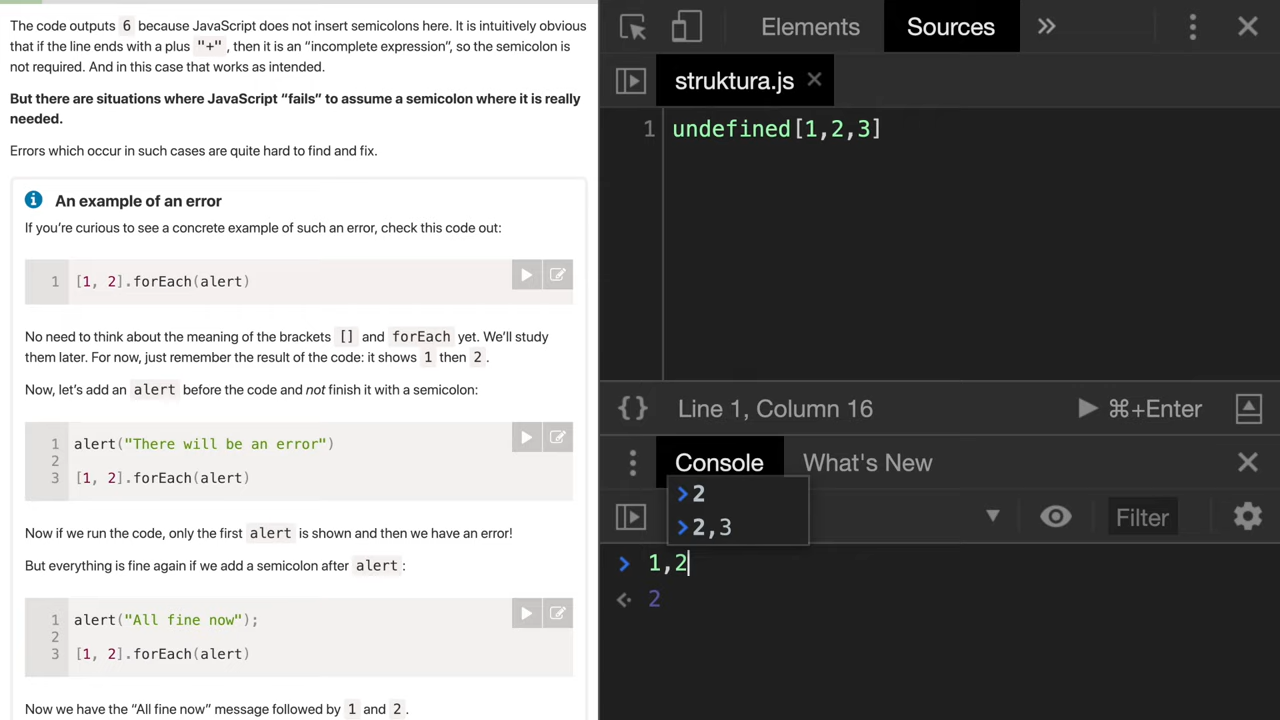 The code outputs 6 because JavaScript does not insert semicolons here. It is intuitively obvious
that if the line ends with a plus "+", then it is an “incomplete expression”, so the semicolon is
not required. And in this case that works as intended.
But there are situations where JavaScript “fails” to assume a semicolon where it is really
needed.
Errors which occur in such cases are quite hard to find and fix.
An example of an error
If you’re curious to see a concrete example of such an error, check this code out:
1 [1, 2].forEach(alert)
No need to think about the meaning of the brackets [] and forEach yet. We’ll study
them later. For now, just remember the result of the code: it shows 1 then 2.
Now, let’s add an alert before the code and not finish it with a semicolon:
1 alert("There will be an error")
2
3 [1, 2].forEach(alert)
Now if we run the code, only the first alert is shown and then we have an error!
But everything is fine again if we add a semicolon after alert:
1 alert("All fine now");
2
3 [1, 2].forEach(alert)
Now we have the “All fine now” message followed by 1 and 2.
Elements Sources »
struktura.js
1 undefined[1,2,3]
{} Line 1, Column 16 ⌘+Enter
Console What's New
2
2,3
Filter
1,2
2